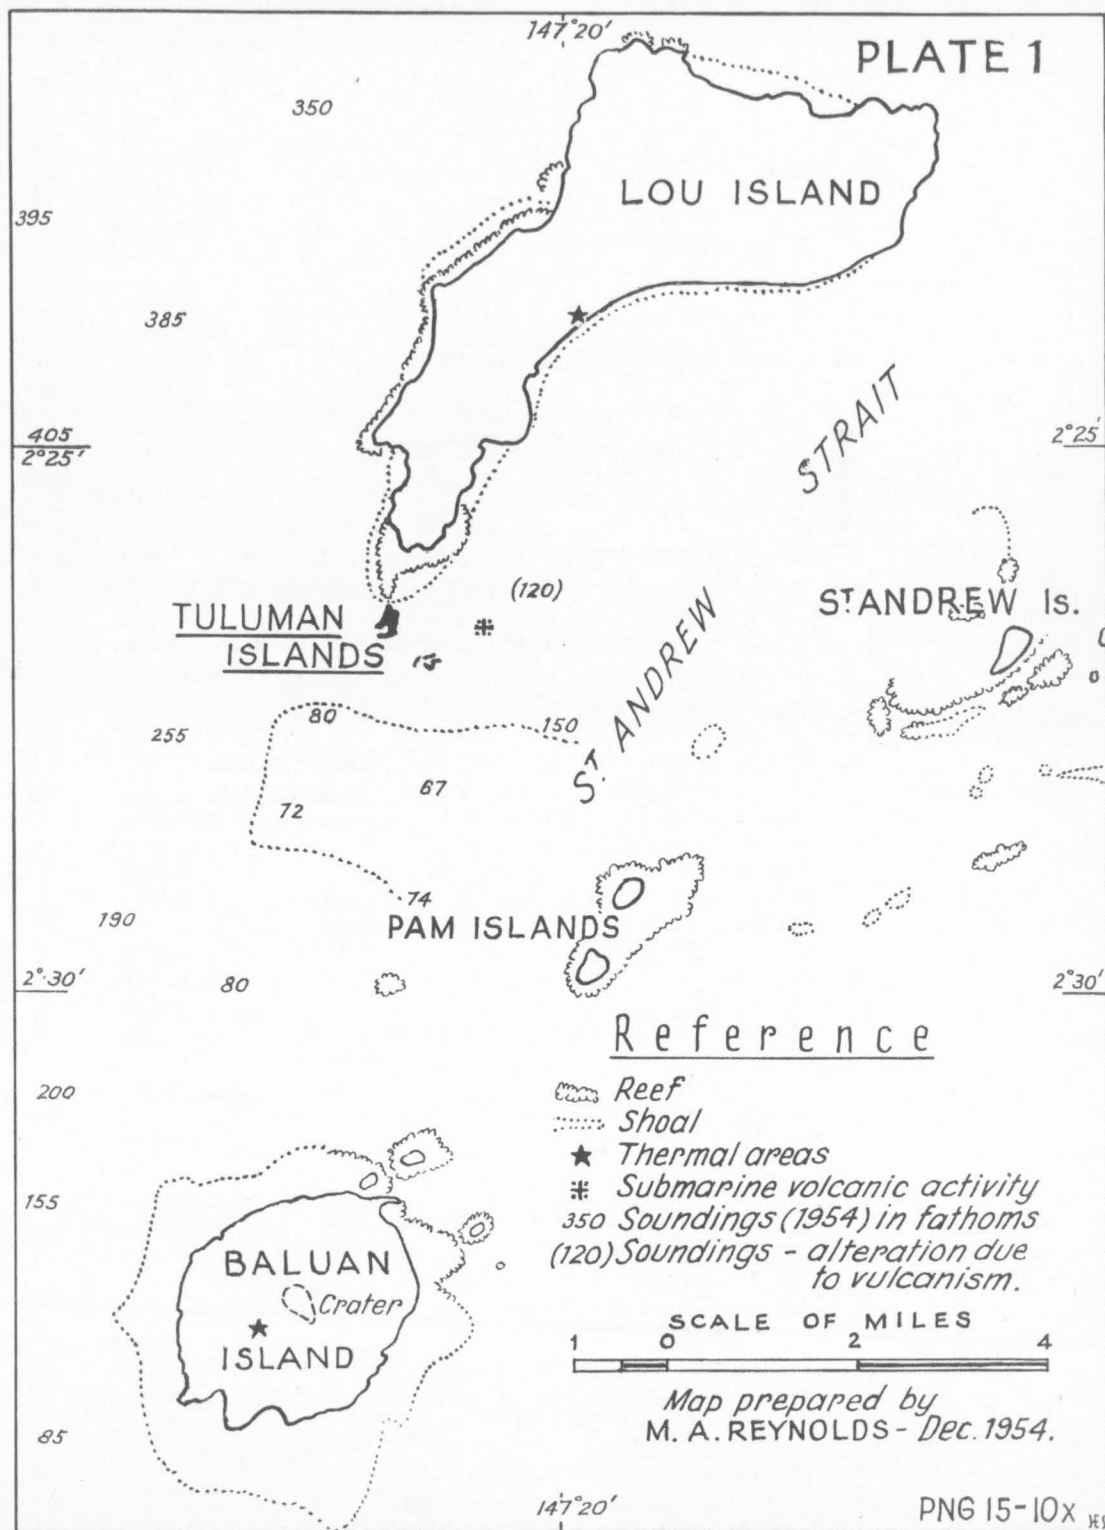 147°20'
PLATE 1
350
LOU ISLAND
395
385
STRAIT
405
2°25'
2°25'
(120)
ST ANDREW Is.
TULUMAN
ISLANDS
ST ANDREW
80
150
255
67
72
74
190
PAM ISLANDS
2°30'
80
2°30'
Reference
Reef
Shoal
Thermal areas
Submarine volcanic activity
350 Soundings (1954) in fathoms
(120) Soundings - alteration due
to vulcanism.
200
155
BALUAN
Crater
ISLAND
85
SCALE OF MILES
1 0 2 4
Map prepared by
M. A. REYNOLDS - Dec. 1954.
147°20'
PNG 15-10X